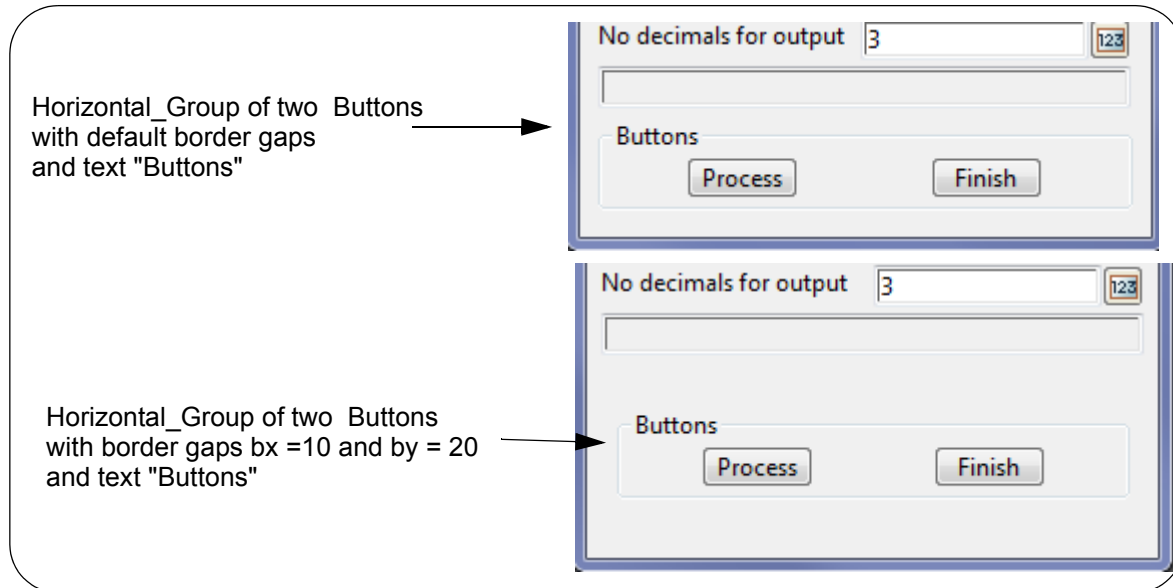 No decimals for output 3 123
Horizontal_Group of two Buttons
with default border gaps
and text "Buttons"
Buttons
Process Finish
No decimals for output 3 123
Horizontal_Group of two Buttons
with border gaps bx =10 and by = 20
and text "Buttons"
Buttons
Process Finish